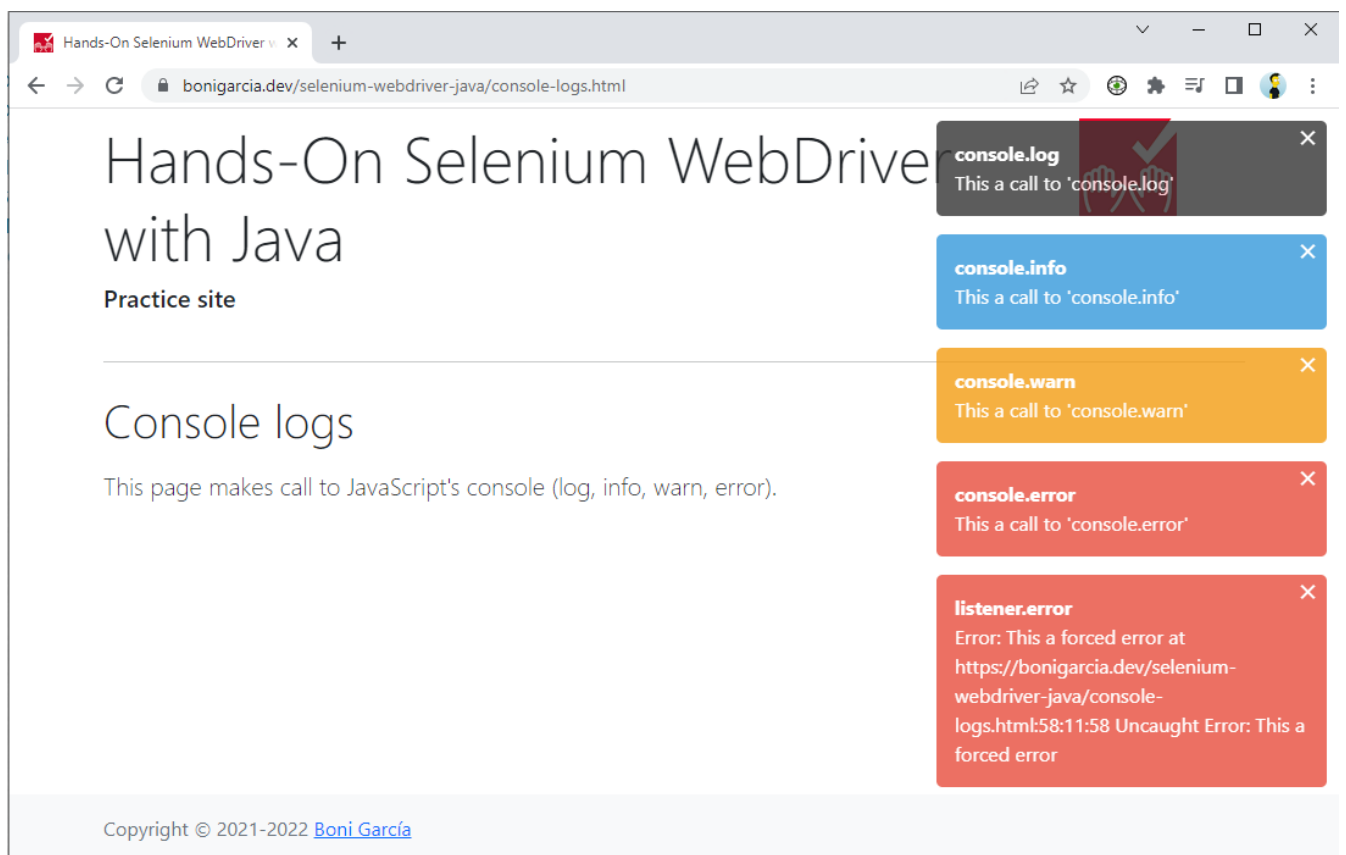 Hands-On Selenium WebDriver w
bonigarcia.dev/selenium-webdriver-java/console-logs.html
Hands-On Selenium WebDriver
with Java
Practice site
Console logs
This page makes call to JavaScript's console (log, info, warn, error).
console.log
This a call to 'console.log'
console.info
This a call to 'console.info'
console.warn
This a call to 'console.warn'
console.error
This a call to 'console.error'
listener.error
Error: This a forced error at
https://bonigarcia.dev/selenium-
webdriver-java/console-
logs.html:58:11:58 Uncaught Error: This a
forced error
Copyright © 2021-2022 Boni García